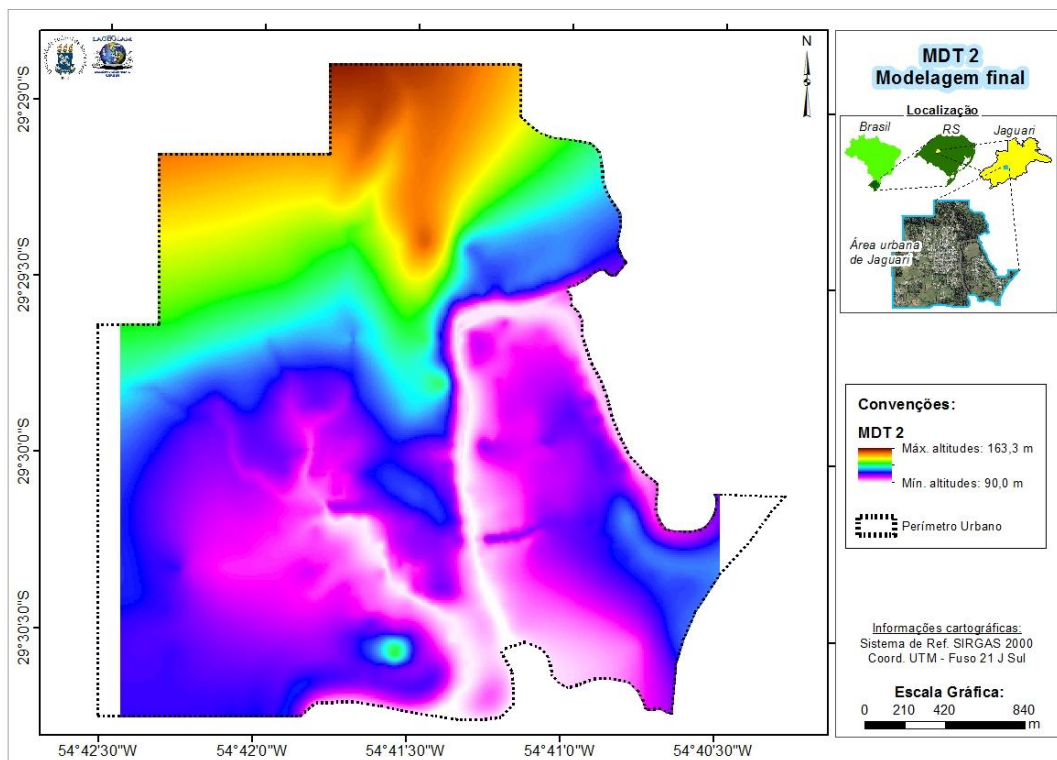 LAGEOLAM
N
29°29'0"S
29°29'30"S
29°30'0"S
29°30'30"S
54°42'30"W
54°42'0"W
54°41'30"W
54°41'0"W
54°40'30"W
MDT 2
Modelagem final
Localização
Brasil
RS
Jaguari
Área urbana
de Jaguari
Convenções:
MDT 2
Máx. altitudes: 163,3 m
Mín. altitudes: 90,0 m
Perímetro Urbano
Informações cartográficas:
Sistema de Ref. SIRGAS 2000
Coord. UTM - Fuso 21 J Sul
Escala Gráfica:
0 210 420 840
m